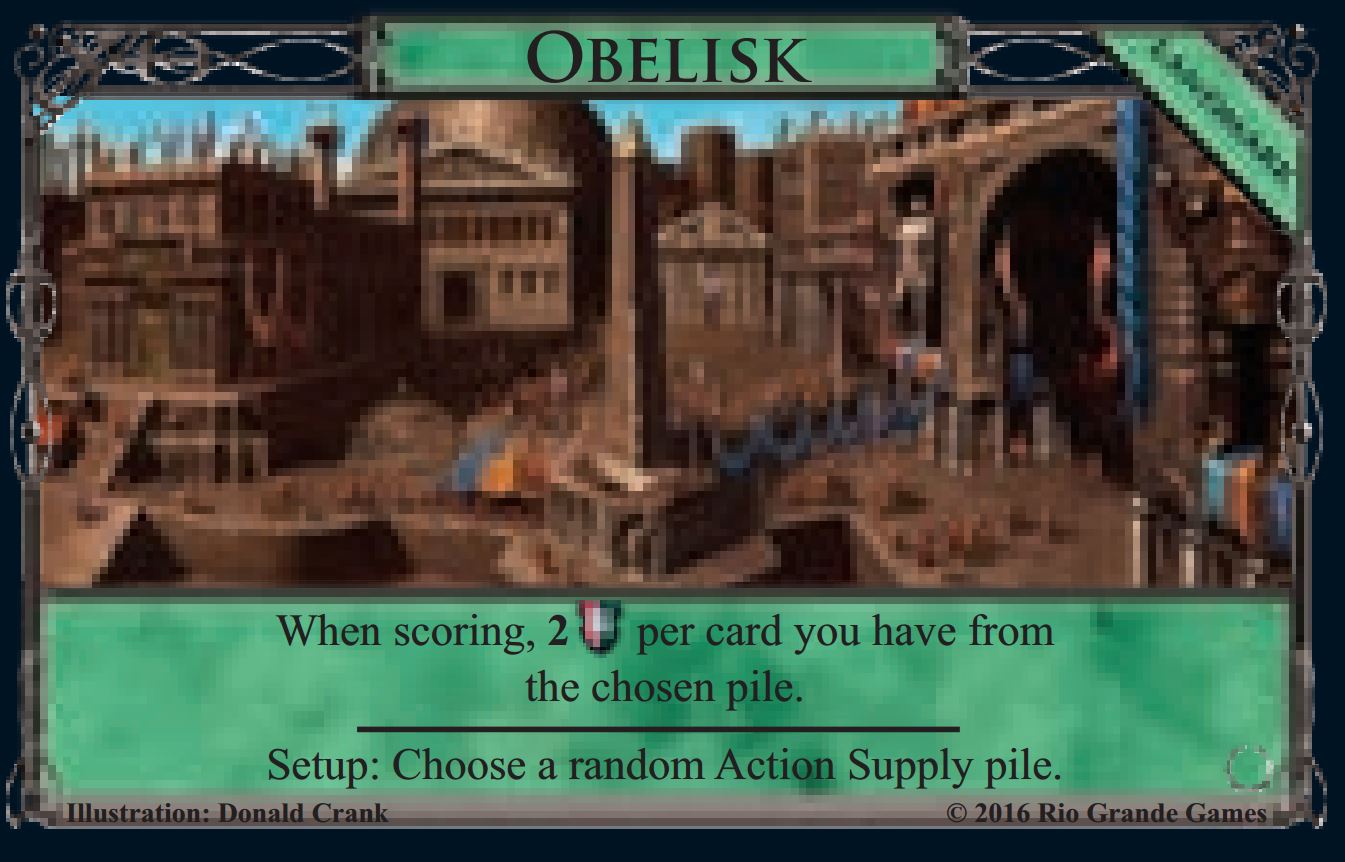 OBELISK
When scoring, 2 per card you have from
the chosen pile.
Setup: Choose a random Action Supply pile.
Illustration: Donald Crank
© 2016 Rio Grande Games